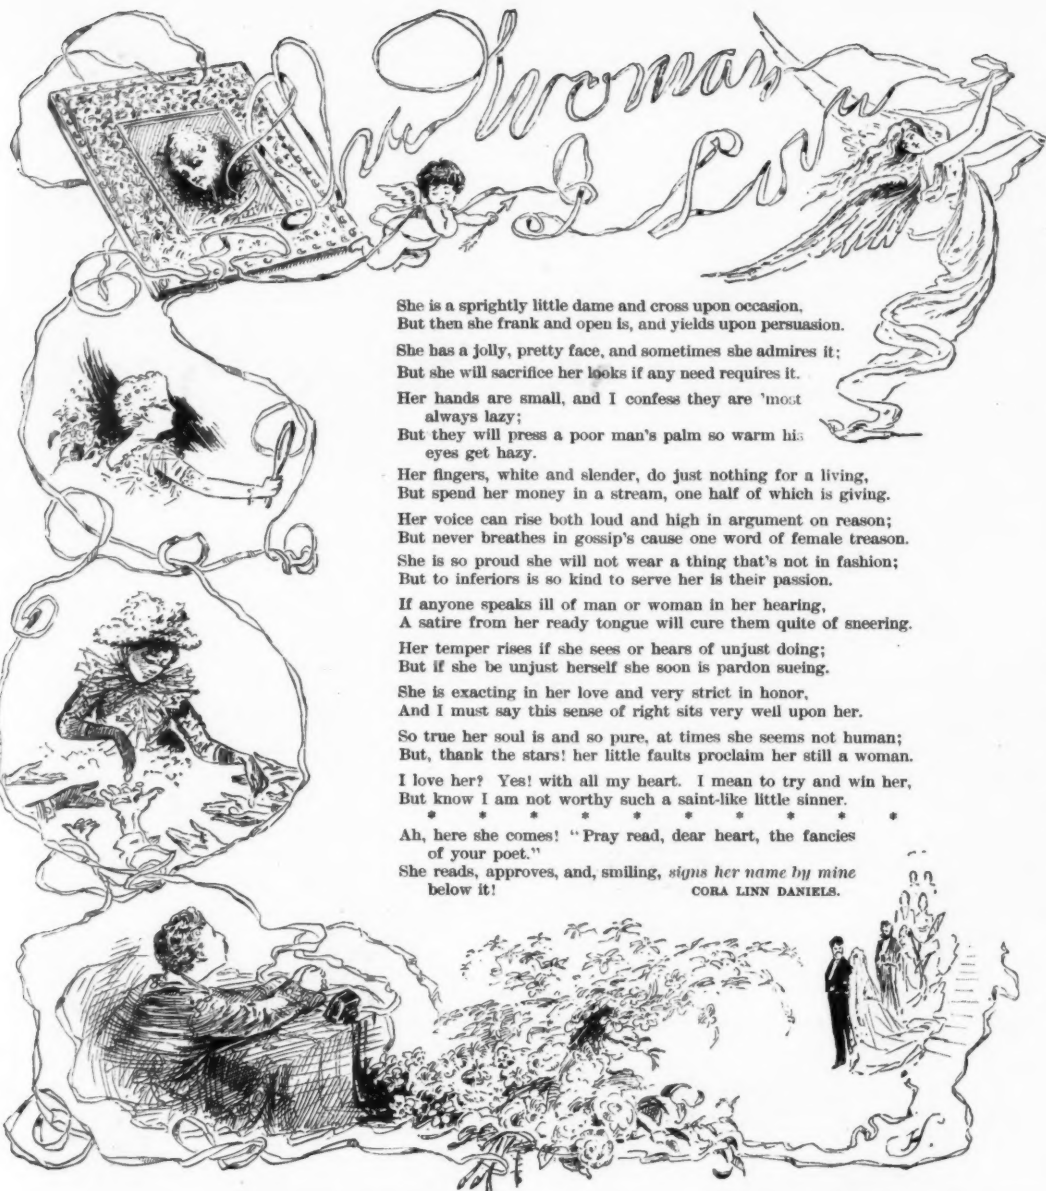 The Woman
I Love
She is a sprightly little dame and cross upon occasion,
But then she frank and open is, and yields upon persuasion.
She has a jolly, pretty face, and sometimes she admires it;
But she will sacrifice her looks if any need requires it.
Her hands are small, and I confess they are 'most
always lazy;
But they will press a poor man's palm so warm his
eyes get hazy.
Her fingers, white and slender, do just nothing for a living,
But spend her money in a stream, one half of which is giving.
Her voice can rise both loud and high in argument on reason;
But never breathes in gossip's cause one word of female treason.
She is so proud she will not wear a thing that's not in fashion;
But to inferiors is so kind to serve her is their passion.
If anyone speaks ill of man or woman in her hearing,
A satire from her ready tongue will cure them quite of sneering.
Her temper rises if she sees or hears of unjust doing;
But if she be unjust herself she soon is pardon sueing.
She is exacting in her love and very strict in honor,
And I must say this sense of right sits very well upon her.
So true her soul is and so pure, at times she seems not human;
But, thank the stars! her little faults proclaim her still a woman.
I love her? Yes! with all my heart. I mean to try and win her,
But know I am not worthy such a saint-like little sinner.
* * * * * * * * * * *
Ah, here she comes! "Pray read, dear heart, the fancies
of your poet."
She reads, approves, and, smiling, signs her name by mine
below it! CORA LINN DANIELS.